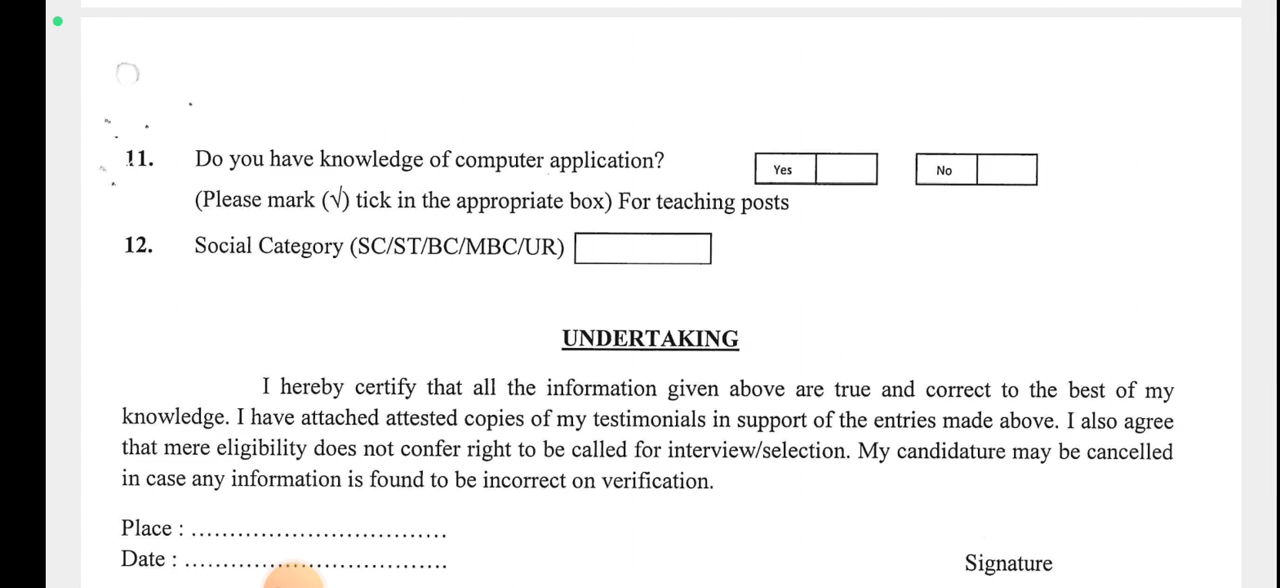 11. Do you have knowledge of computer application? Yes No
(Please mark (√) tick in the appropriate box) For teaching posts
12. Social Category (SC/ST/BC/MBC/UR)
UNDERTAKING
I hereby certify that all the information given above are true and correct to the best of my
knowledge. I have attached attested copies of my testimonials in support of the entries made above. I also agree
that mere eligibility does not confer right to be called for interview/selection. My candidature may be cancelled
in case any information is found to be incorrect on verification.
Place : .................................
Date : .................................. Signature